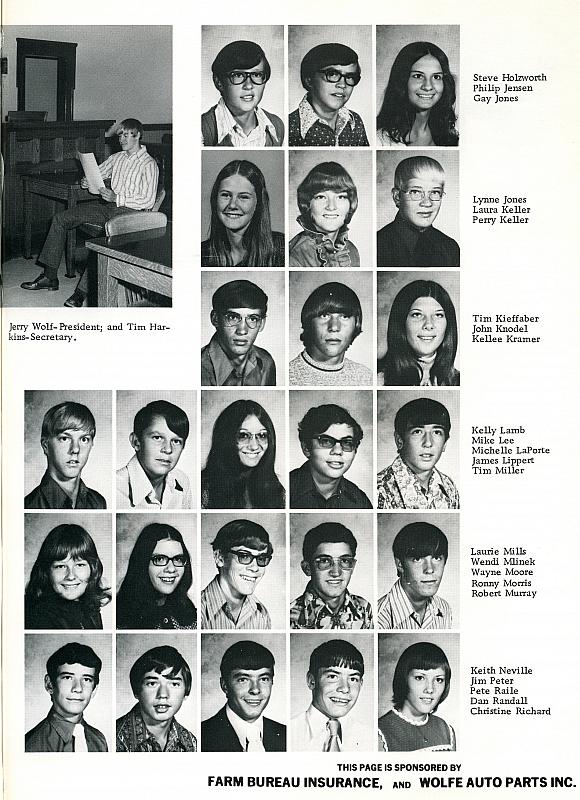 Steve Holzworth
Philip Jensen
Gay Jones
Lynne Jones
Laura Keller
Perry Keller
Tim Kieffaber
John Knodel
Kellee Kramer
Jerry Wolf-President; and Tim Har-
kins-Secretary.
Kelly Lamb
Mike Lee
Michelle LaPorte
James Lippert
Tim Miller
Laurie Mills
Wendi Mlinek
Wayne Moore
Ronny Morris
Robert Murray
Keith Neville
Jim Peter
Pete Raile
Dan Randall
Christine Richard
THIS PAGE IS SPONSORED BY
FARM BUREAU INSURANCE, AND WOLFE AUTO PARTS INC.